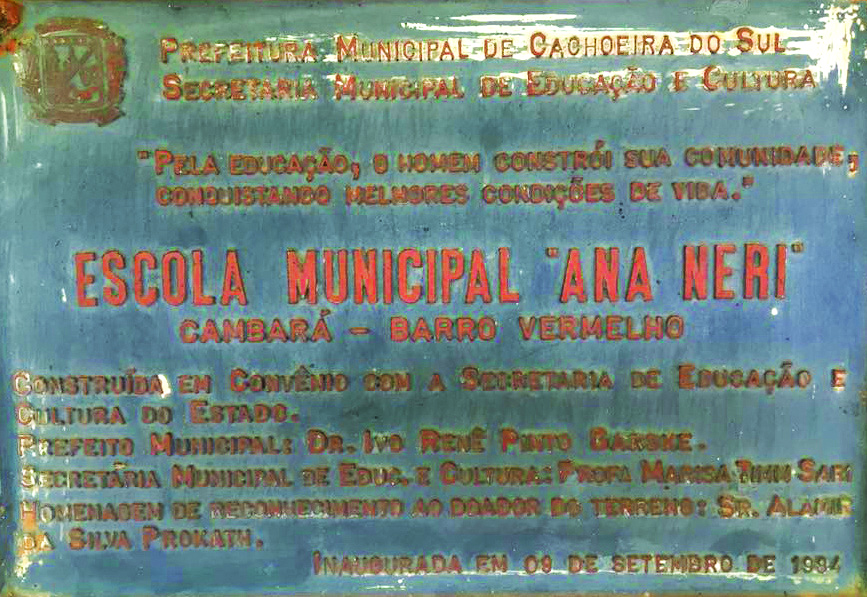 Prefeitura Municipal de Cachoeira do Sul
Secretaria Municipal de Educação e Cultura
"Pela educação, o homem constrói sua comunidade,
conquistando melhores condições de vida."
ESCOLA MUNICIPAL "ANA NERI"
CAMBARÁ - BARRO VERMELHO
Construída em Convênio com a Secretaria de Educação e
Cultura do Estado.
Prefeito Municipal: Dr. Ivo Renê Pinto Garske.
Secretária Municipal de Educ. e Cultura: Profa Marisa Timm Sari
Homenagem de reconhecimento ao doador do terreno: Sr.
da Silva Prokath.
Inaugurada em 09 de setembro de